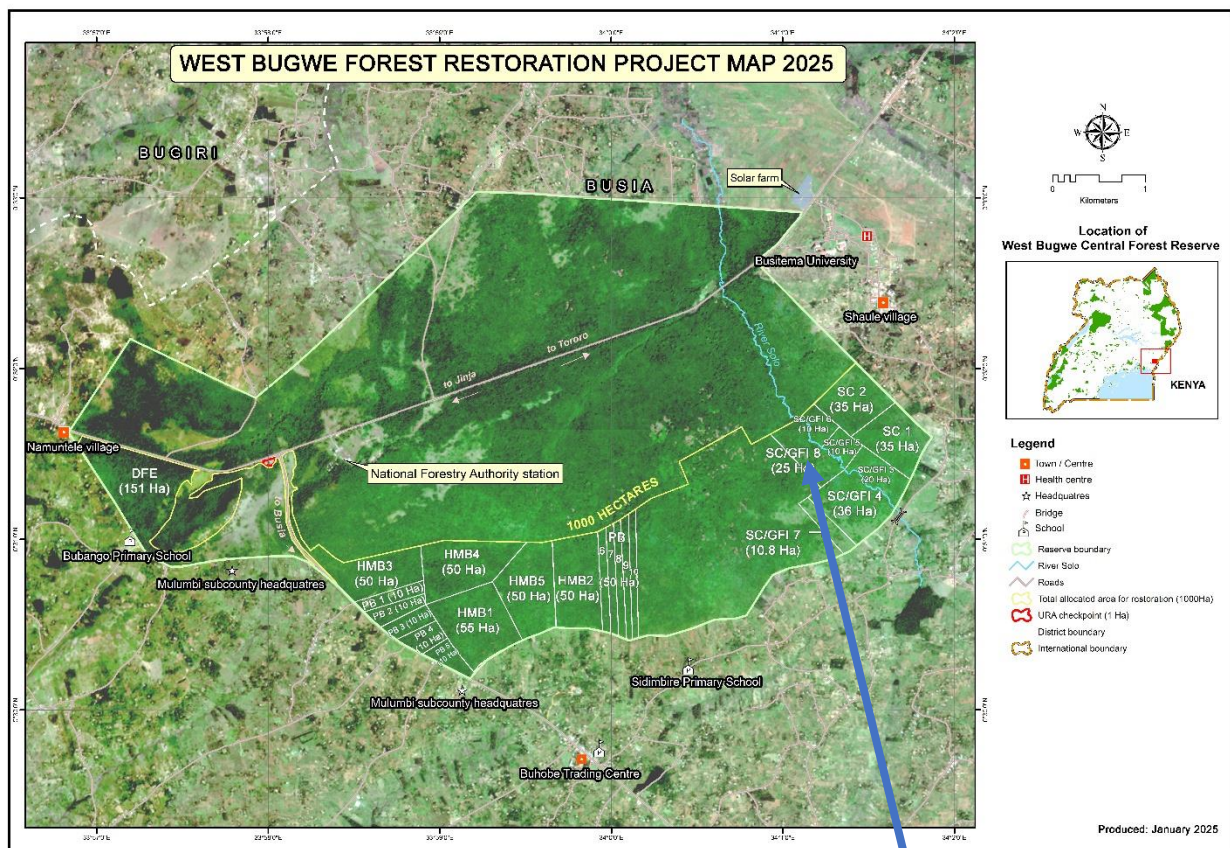 WEST BUGWE FOREST RESTORATION PROJECT MAP 2025
BUGIRI
BUSIA
Solar farm
Busitema University
Shaule village
River Solo
to Tororo
to Jinja
to Busia
Namuntele village
National Forestry Authority station
DFE
(151 Ha)
Bubango Primary School
Mulumbi subcounty headquatres
1000 HECTARES
SC 2
(35 Ha)
SC/GFI 6
(10 Ha)
SC 1
(35 Ha)
SC/GFI 5
(10 Ha)
SC/GFI 8
(25 Ha)
SC/GFI 3
(20 Ha)
SC/GFI 4
(36 Ha)
SC/GFI 7
(10.8 Ha)
HMB3
(50 Ha)
HMB4
(50 Ha)
HMB5
(50 Ha)
HMB2
(50 Ha)
PB
6
7
8
9
10
(50 Ha)
PB 1 (10 Ha)
PB 2 (10 Ha)
PB 3 (10 Ha)
PB 4
(10 Ha)
PB 5
(10 Ha)
HMB1
(55 Ha)
Mulumbi subcounty headquatres
Sidimbire Primary School
Buhobe Trading Centre
N
W E
S
0 1
Kilometers
Location of
West Bugwe Central Forest Reserve
KENYA
Legend
Town / Centre
H Health centre
Headquatres
Bridge
School
Reserve boundary
River Solo
Roads
Total allocated area for restoration (1000Ha)
URA checkpoint (1 Ha)
District boundary
International boundary
Produced: January 2025